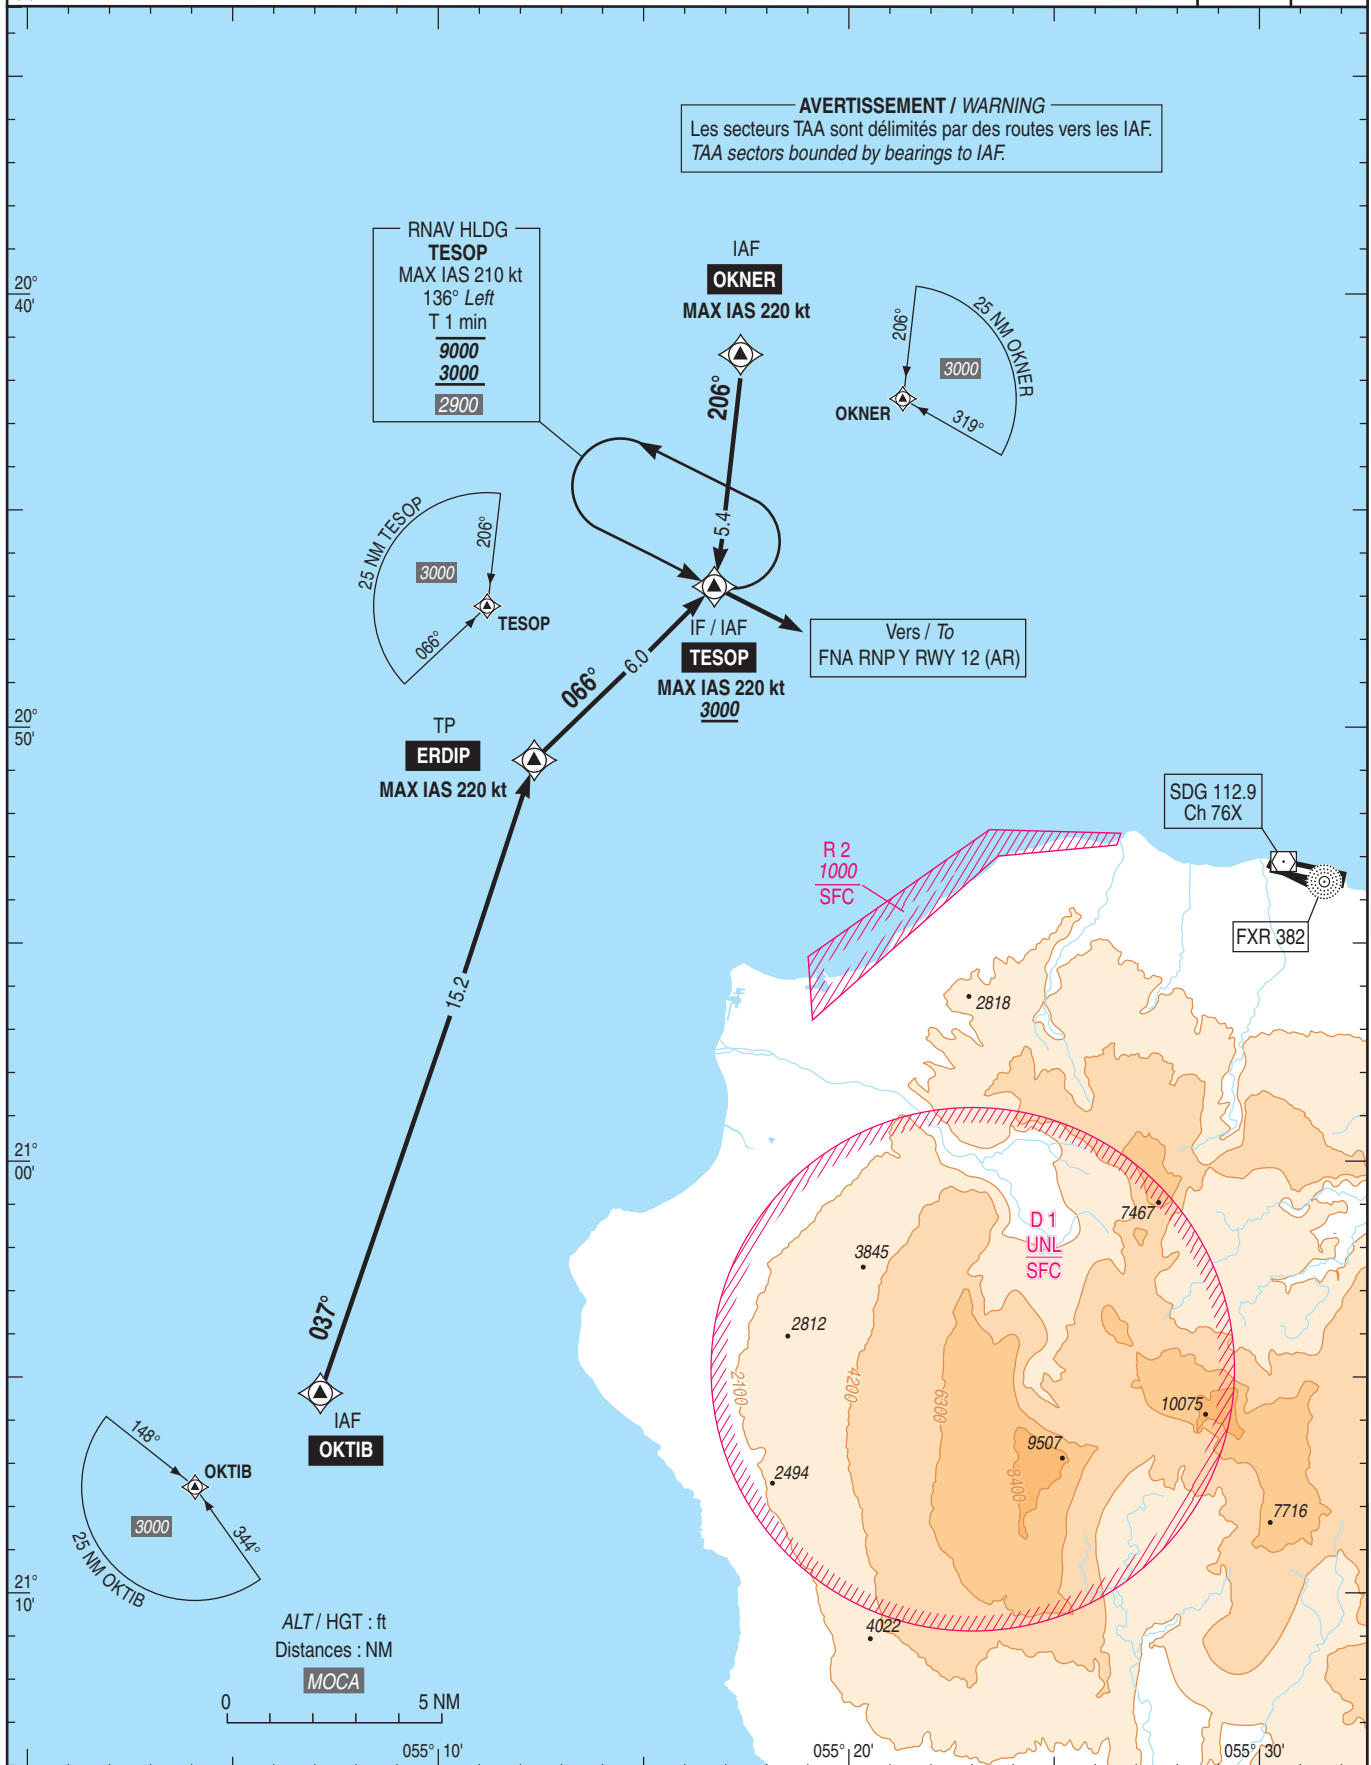 AVERTISSEMENT / WARNING
Les secteurs TAA sont délimités par des routes vers les IAF.
TAA sectors bounded by bearings to IAF.
RNAV HLDG
TESOP
MAX IAS 210 kt
136° Left
T 1 min
9000
3000
2900
IAF
OKNER
MAX IAS 220 kt
206°
5.4
25 NM OKNER
206°
3000
OKNER
319°
20°
40'
25 NM TESOP
206°
3000
TESOP
066°
IF / IAF
TESOP
MAX IAS 220 kt
3000
Vers / To
FNA RNP Y RWY 12 (AR)
066°
6.0
20°
50'
TP
ERDIP
MAX IAS 220 kt
SDG 112.9
Ch 76X
FXR 382
R 2
1000
SFC
15.2
2818
21°
00'
7467
D 1
UNL
SFC
3845
2812
037°
2100
4200
6300
8400
10075
9507
2494
7716
4022
IAF
OKTIB
148°
OKTIB
3000
344°
25 NM OKTIB
21°
10'
ALT / HGT : ft
Distances : NM
MOCA
0 5 NM
055° 10'
055° 20'
055° 30'